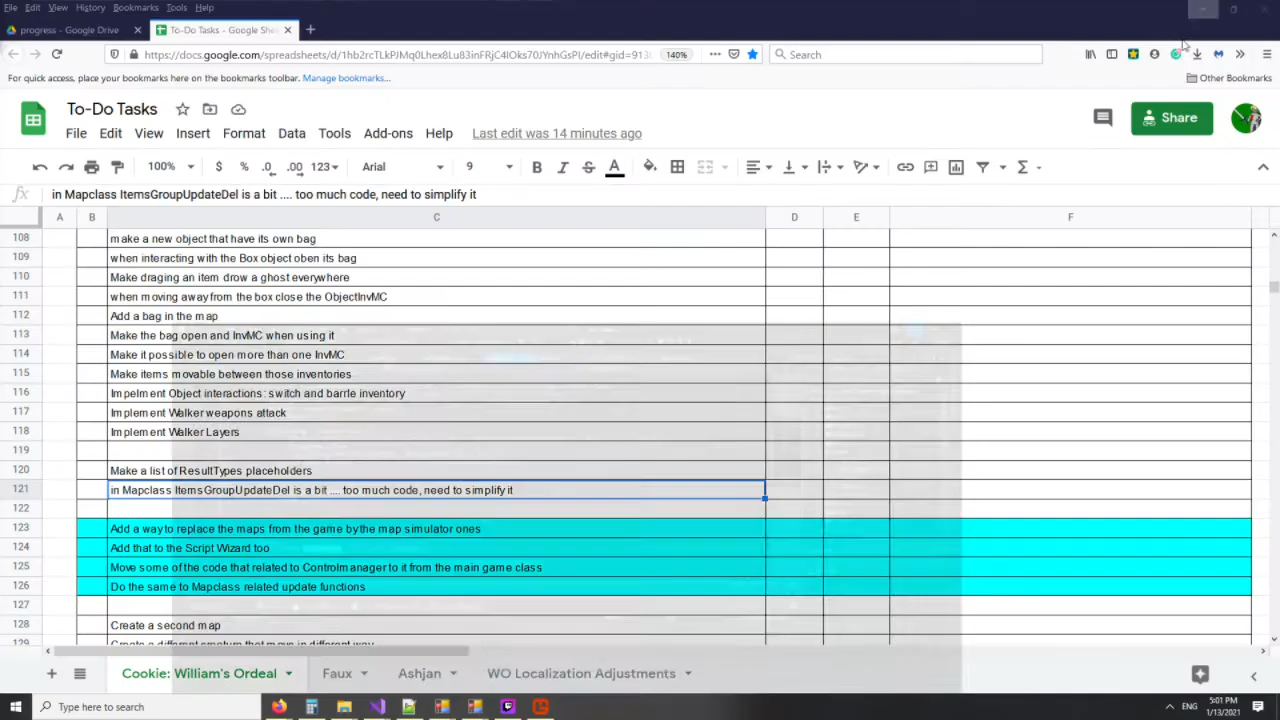 File Edit View History Bookmarks Tools Help
progress - Google Drive × To-Do Tasks - Google She × +
https://docs.google.com/spreadsheets/d/1hb2rcTLkPJMq0Lhex8Lu83inFRjC4IOks70JYnhGsPI/edit#gid=913 140% Search
For quick access, place your bookmarks here on the bookmarks toolbar. Manage bookmarks... Other Bookmarks
To-Do Tasks
File Edit View Insert Format Data Tools Add-ons Help Last edit was 14 minutes ago
Share
100% $ % .0 .00 123 Arial 9 B I S A
fx in Mapclass ItemsGroupUpdateDel is a bit .... too much code, need to simplify it
A B C D E F
108 make a new object that have its own bag
109 when interacting with the Box object oben its bag
110 Make draging an item drow a ghost everywhere
111 when moving away from the box close the ObjectInvMC
112 Add a bag in the map
113 Make the bag open and InvMC when using it
114 Make it possible to open more than one InvMC
115 Make items movable between those inventories
116 Impelment Object interactions: switch and barrle inventory
117 Implement Walker weapons attack
118 Implement Walker Layers
119
120 Make a list of ResultTypes placeholders
121 in Mapclass ItemsGroupUpdateDel is a bit .... too much code, need to simplify it
122
123 Add a way to replace the maps from the game by the map simulator ones
124 Add that to the Script Wizard too
125 Move some of the code that related to Controlmanager to it from the main game class
126 Do the same to Mapclass related update functions
127
128 Create a second map
129 Create a different creature that move in different way
+ Cookie: William's Ordeal Faux Ashjan WO Localization Adjustments
Type here to search
ENG
5:01 PM
1/13/2021